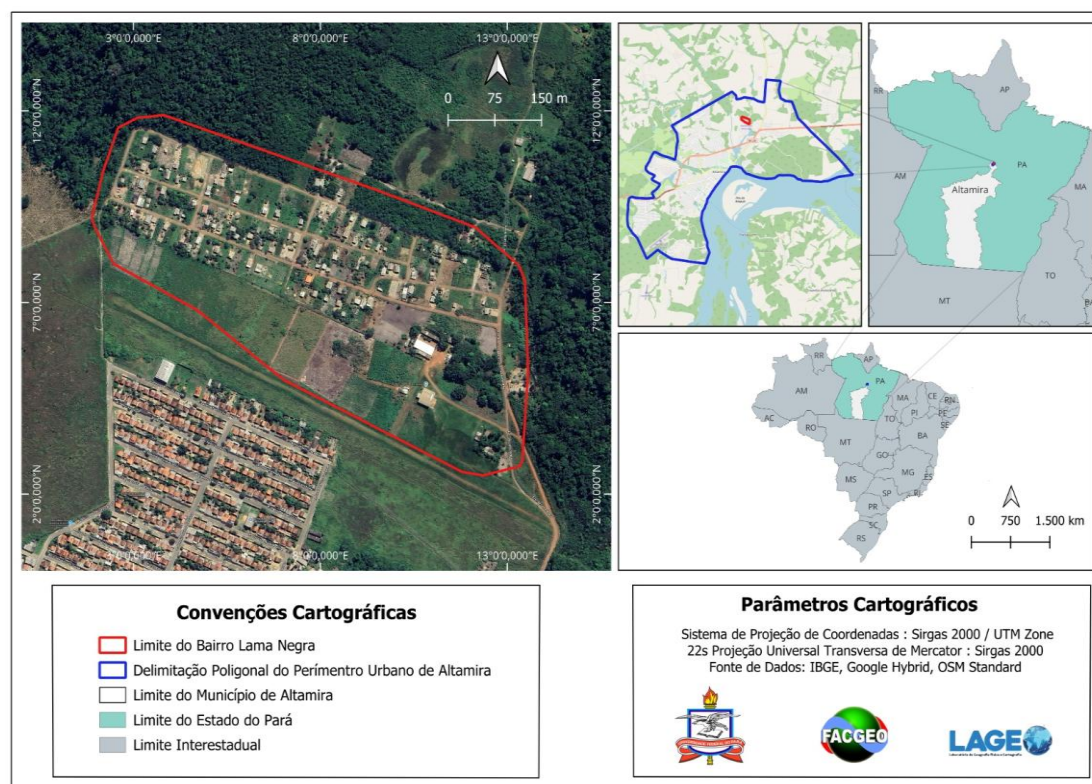 3°0'0,000"E
8°0'0,000"E
13°0'0,000"E
0 75 150 m
12°0'0,000"N
12°0'0,000"N
7°0'0,000"N
7°0'0,000"N
2°0'0,000"N
2°0'0,000"N
3°0'0,000"E
8°0'0,000"E
13°0'0,000"E
RR
AP
AM
PA
Altamira
MA
TO
MT
RR
AP
AM
PA
MA
CE
RN
PI
PE
AC
TO
SE
RO
BA
MT
GO
MG
MS
ES
SP
RJ
PR
SC
RS
0 750 1.500 km
Convenções Cartográficas
Limite do Bairro Lama Negra
Delimitação Poligonal do Perímentro Urbano de Altamira
Limite do Município de Altamira
Limite do Estado do Pará
Limite Interestadual
Parâmetros Cartográficos
Sistema de Projeção de Coordenadas : Sirgas 2000 / UTM Zone
22s Projeção Universal Transversa de Mercator : Sirgas 2000
Fonte de Dados: IBGE, Google Hybrid, OSM Standard
FACGEO
LAGE